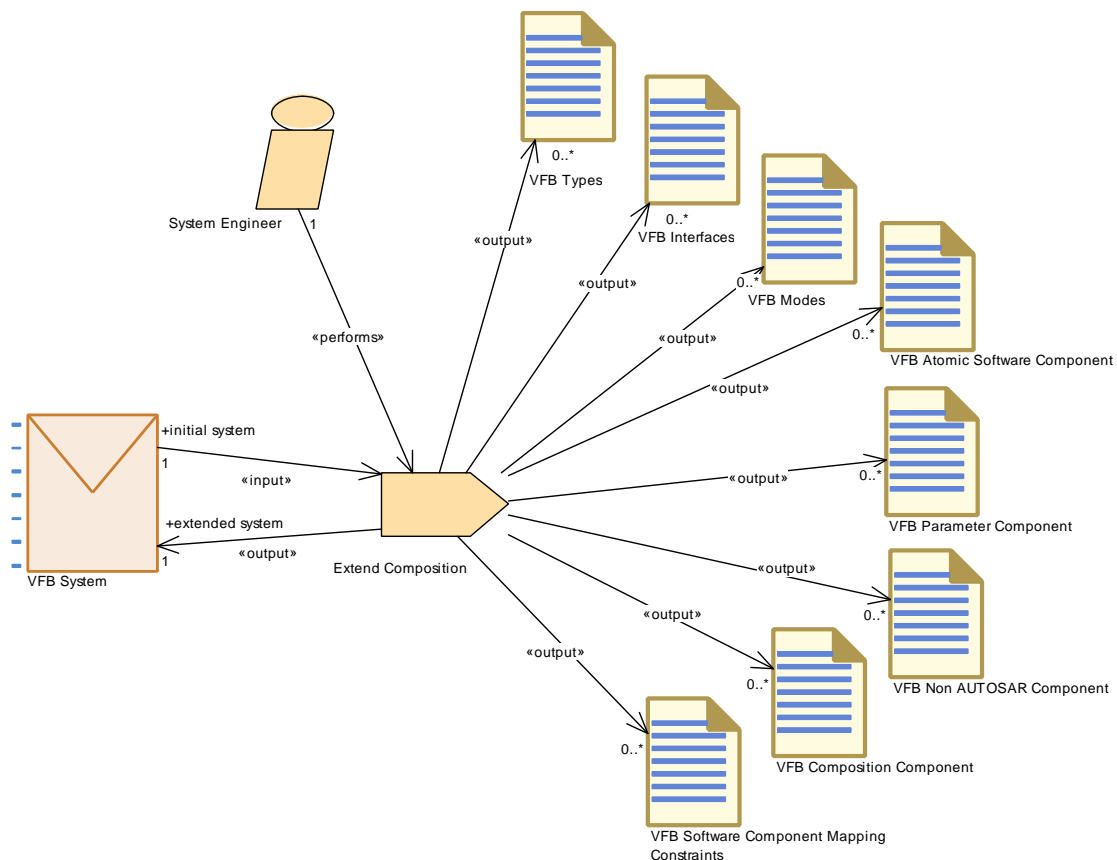 0..*
VFB Types
0..*
VFB Interfaces
System Engineer
1
«output»
«output»
0..*
VFB Modes
«performs»
«output»
0..*
VFB Atomic Software Component
«output»
+initial system
1
«input»
«output»
0..*
VFB Parameter Component
+extended system
«output»
1
VFB System
Extend Composition
«output»
0..*
VFB Non AUTOSAR Component
«output»
0..*
VFB Composition Component
«output»
0..*
VFB Software Component Mapping
Constraints